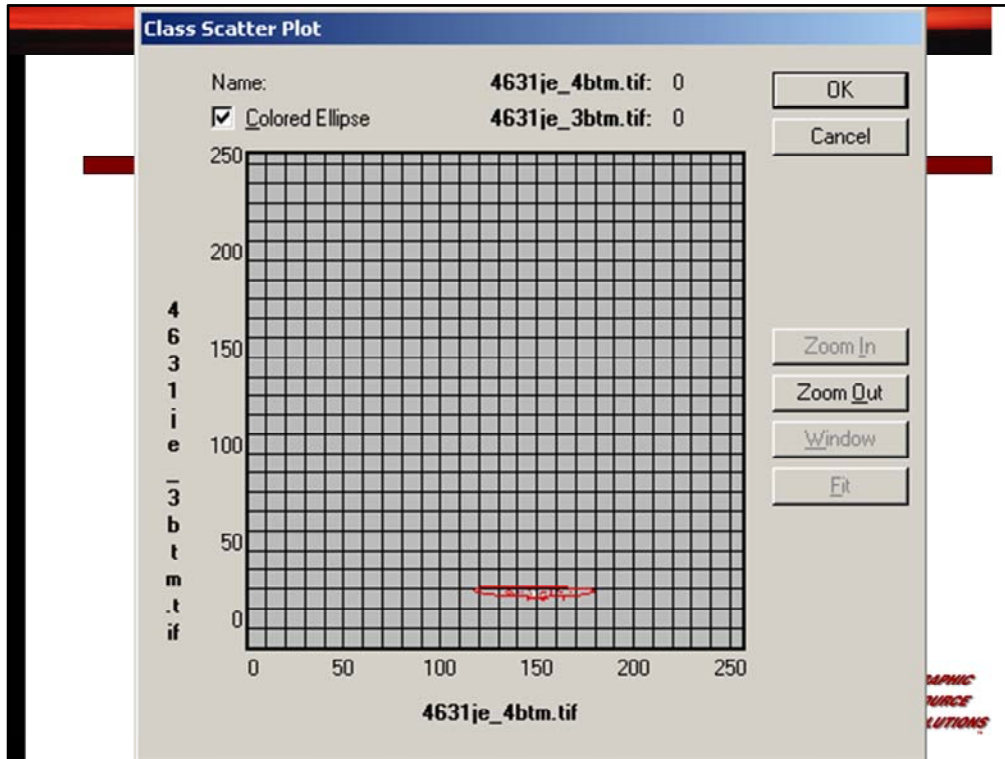 Class Scatter Plot
Name:
4631je_4btm.tif: 0
Colored Ellipse
4631je_3btm.tif: 0
OK
Cancel
250
200
150
100
50
0
4631je_3btm.tif
Zoom In
Zoom Out
Window
Fit
0 50 100 150 200 250
4631je_4btm.tif